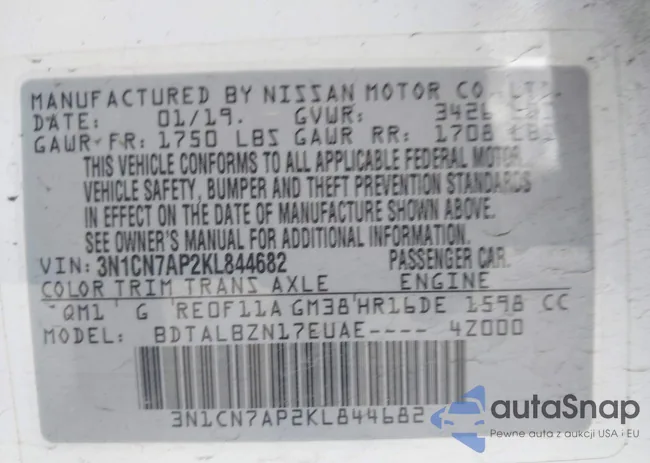 MANUFACTURED BY NISSAN MOTOR CO., LTD.
DATE: 01/19. GVWR: 3426 LBS
GAWR FR: 1750 LBS GAWR RR: 1708 LBS
THIS VEHICLE CONFORMS TO ALL APPLICABLE FEDERAL MOTOR
VEHICLE SAFETY, BUMPER AND THEFT PREVENTION STANDARDS
IN EFFECT ON THE DATE OF MANUFACTURE SHOWN ABOVE.
SEE OWNER'S MANUAL FOR ADDITIONAL INFORMATION.
VIN: 3N1CN7AP2KL844682 PASSENGER CAR.
COLOR TRIM TRANS AXLE ENGINE
QM1 G RE0F11A GM38 HR16DE 1598 CC
MODEL: BDTALBZN17EUAE---- 4Z000
3N1CN7AP2KL844682
autaSnap
Pewne auta z aukcji USA i EU